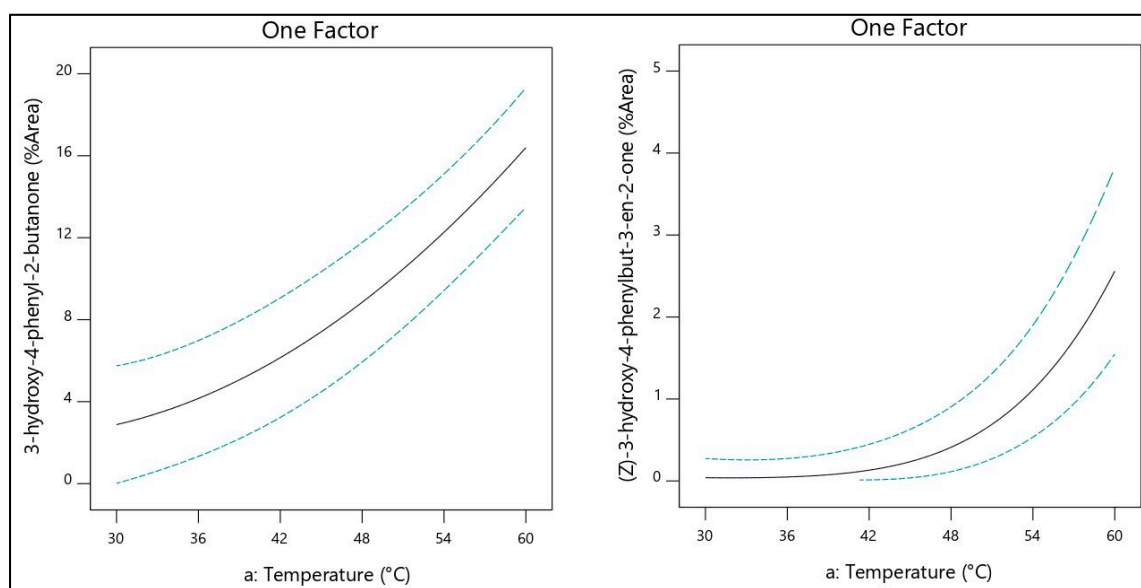 One Factor
3-hydroxy-4-phenyl-2-butanone (%Area)
20
16
12
8
4
0
30 36 42 48 54 60
a: Temperature (°C)
One Factor
(Z)-3-hydroxy-4-phenylbut-3-en-2-one (%Area)
5
4
3
2
1
0
30 36 42 48 54 60
a: Temperature (°C)